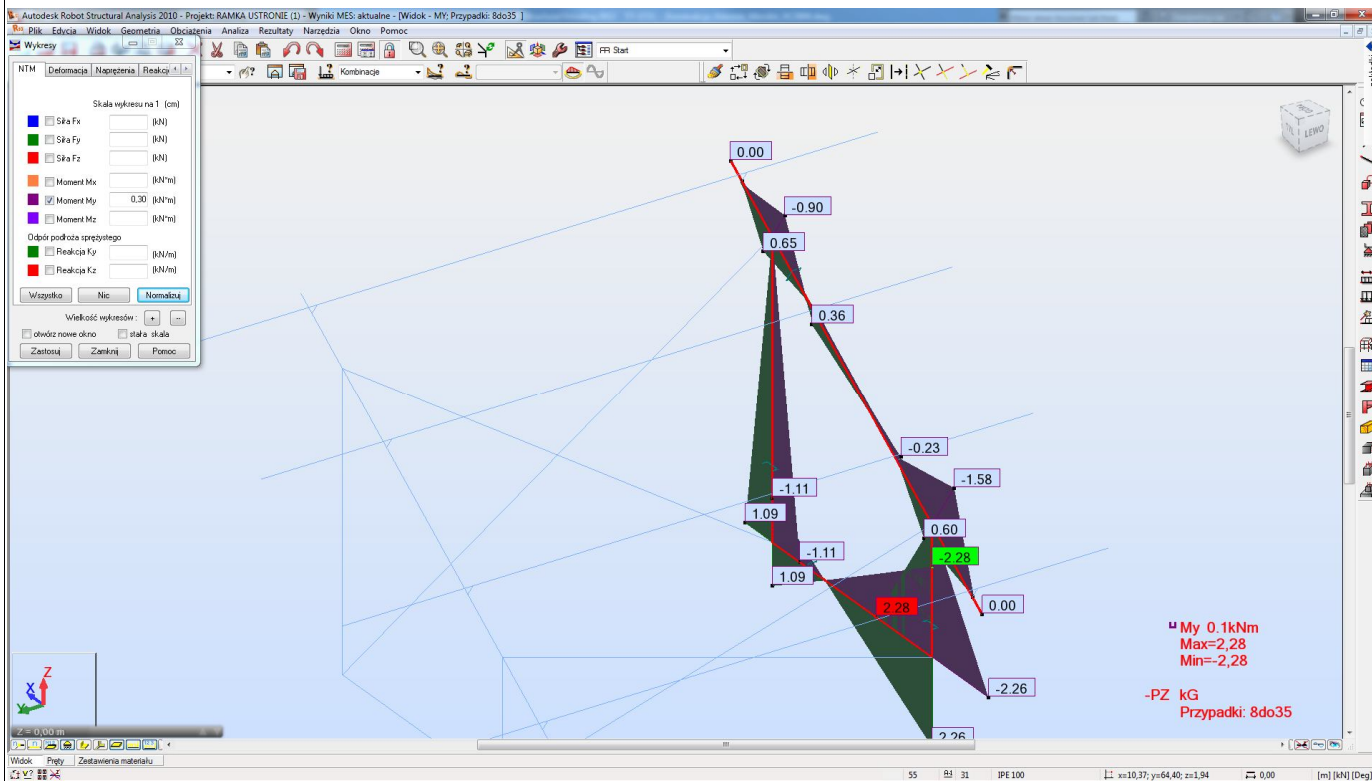 Autodesk Robot Structural Analysis 2010 - Projekt: RAMKA USTRONIE (1) - Wyniki MES: aktualne - [Widok - MY; Przypadki: 8do35 ]
Plik Edycja Widok Geometria Obciążenia Analiza Rezultaty Narzędzia Okno Pomoc
Wykresy
FR Start
NTM Deformacja Naprężenia Reakcji
Kombinacje
Skala wykresu na 1 (cm)
Siła Fx (kN)
Siła Fy (kN)
Siła Fz (kN)
Moment Mx (kN*m)
Moment My 0,30 (kN*m)
Moment Mz (kN*m)
Odpór podłoża sprężystego
Reakcja Ky (kN/m)
Reakcja Kz (kN/m)
Wszystko Nic Normalizuj
Wielkość wykresów : + -
otwórz nowe okno stała skala
Zastosuj Zamknij Pomoc
LEWO
0.00
-0.90
0.65
0.36
-0.23
-1.58
-1.11
1.09
0.60
-1.11
-2.28
1.09
2.28
0.00
-2.26
2.26
My 0.1kNm
Max=2,28
Min=-2,28
-PZ kG
Przypadki: 8do35
Z
X
Y
Z = 0,00 m
Widok Pręty Zestawienia materiału
55 31 IPE 100 x=10,37; y=64,40; z=1,94 0,00 [m] [kN] [Deg]